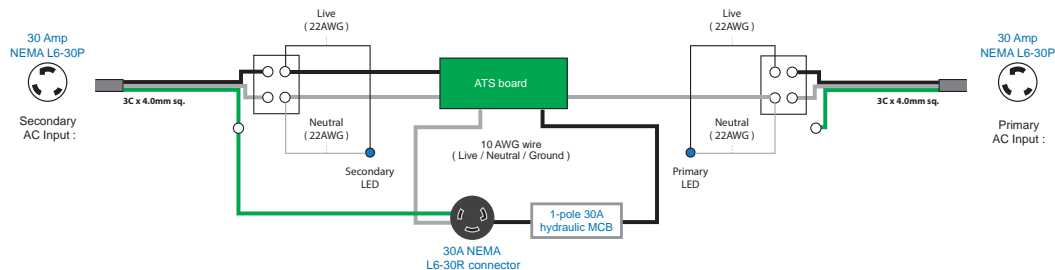 Live
(22AWG)
Live
(22AWG)
30 Amp
NEMA L6-30P
30 Amp
NEMA L6-30P
ATS board
3C x 4.0mm sq.
3C x 4.0mm sq.
Secondary
AC Input :
Neutral
(22AWG)
10 AWG wire
( Live / Neutral / Ground )
Neutral
(22AWG)
Primary
AC Input :
Secondary
LED
Primary
LED
1-pole 30A
hydraulic MCB
30A NEMA
L6-30R connector